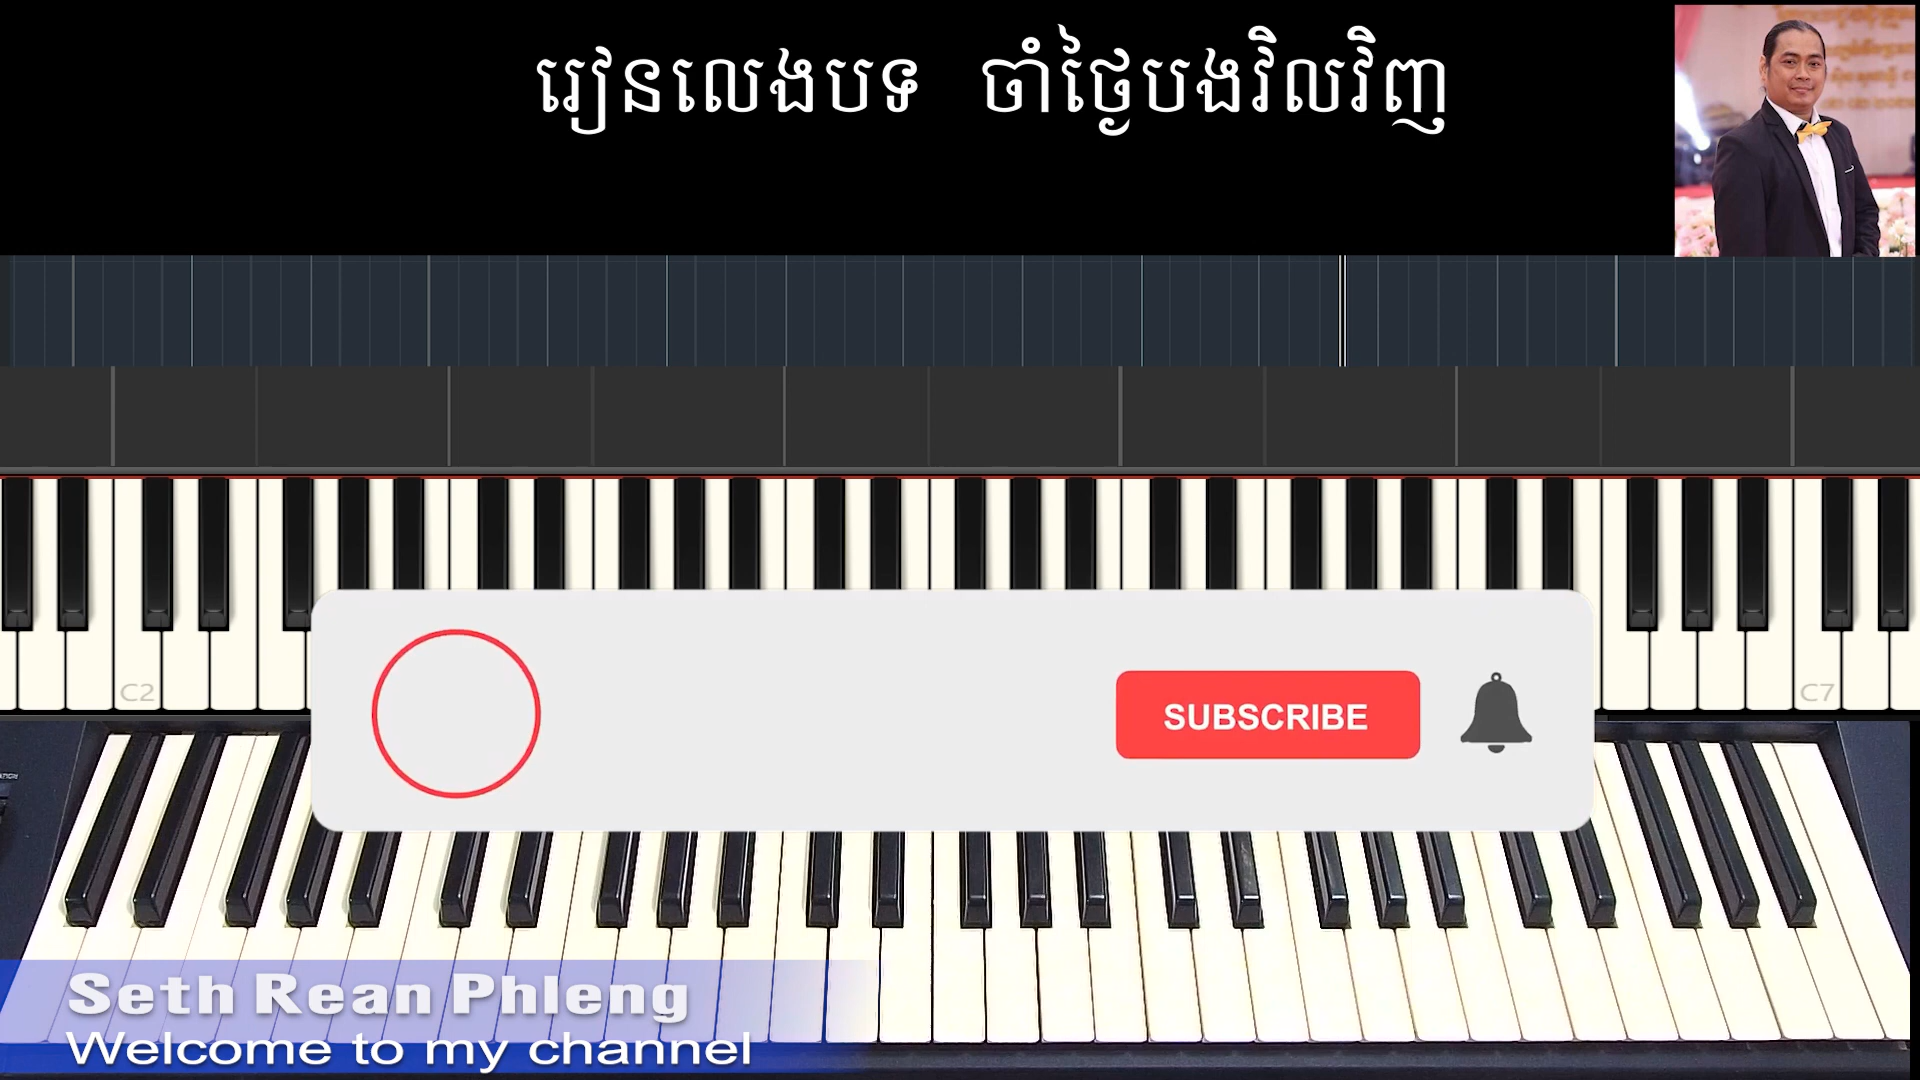 រៀនលេងបទ ចាំថ្ងៃបងវិលវិញ
C2
C7
SUBSCRIBE
Seth Rean Phleng
Welcome to my channel